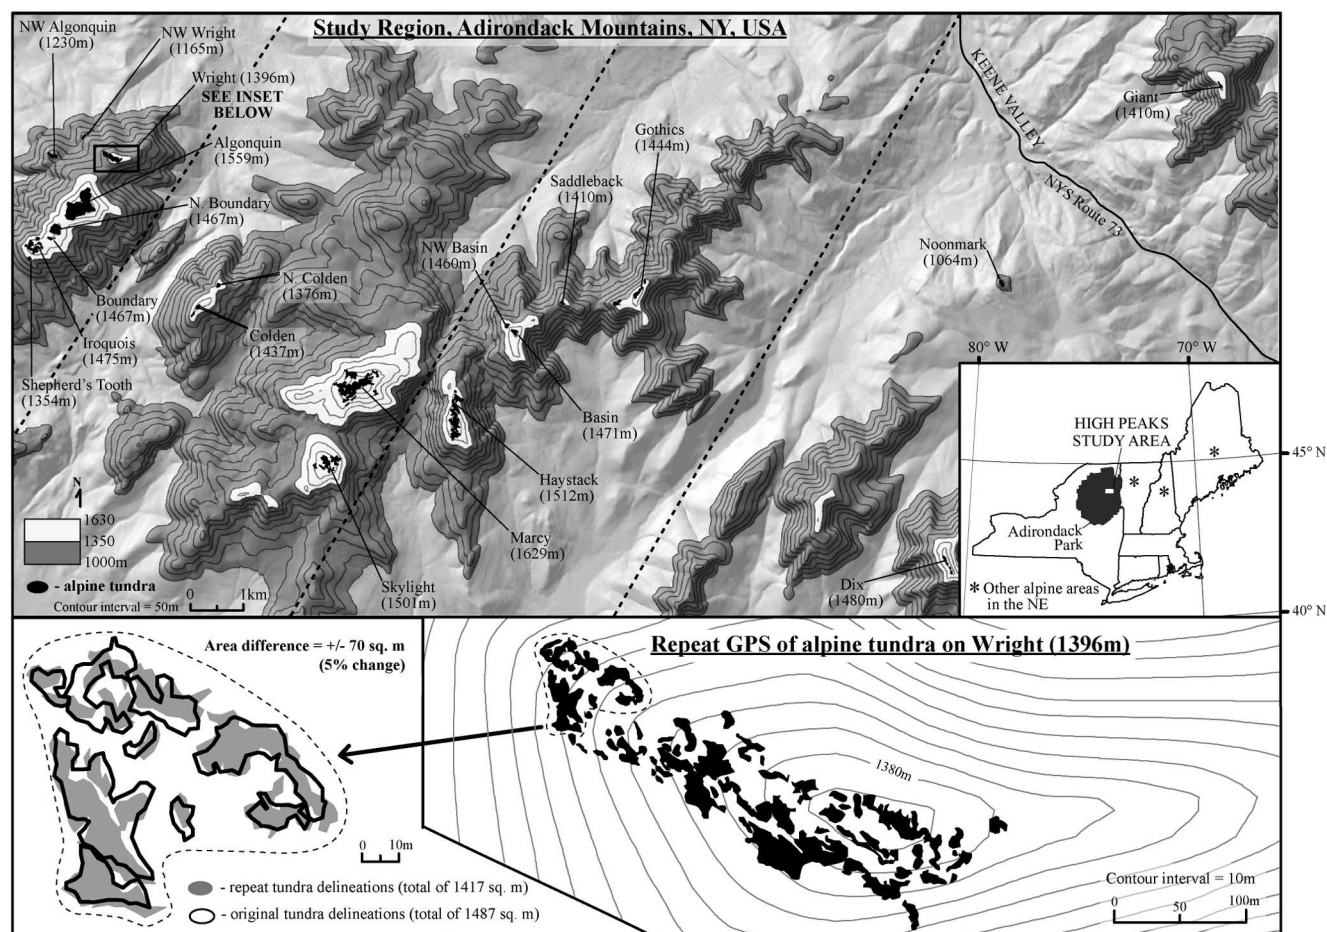 Study Region, Adirondack Mountains, NY, USA
NW Algonquin
(1230m)
NW Wright
(1165m)
Wright (1396m)
SEE INSET
BELOW
Algonquin
(1559m)
N. Boundary
(1467m)
Boundary
(1467m)
Iroquois
(1475m)
Shepherd's Tooth
(1354m)
N. Colden
(1376m)
Colden
(1437m)
NW Basin
(1460m)
Saddleback
(1410m)
Gothics
(1444m)
Basin
(1471m)
Haystack
(1512m)
Marcy
(1629m)
Skylight
(1501m)
KEENE VALLEY
NYS Route 73
Giant
(1410m)
Noonmark
(1064m)
Dix
(1480m)
N
1630
1350
1000m
- alpine tundra
Contour interval = 50m
0 1km
80° W
70° W
45° N
40° N
HIGH PEAKS
STUDY AREA
Adirondack
Park
* Other alpine areas
in the NE
*
*
*
Area difference = +/- 70 sq. m
(5% change)
0 10m
- repeat tundra delineations (total of 1417 sq. m)
- original tundra delineations (total of 1487 sq. m)
Repeat GPS of alpine tundra on Wright (1396m)
1380m
Contour interval = 10m
0 50 100m